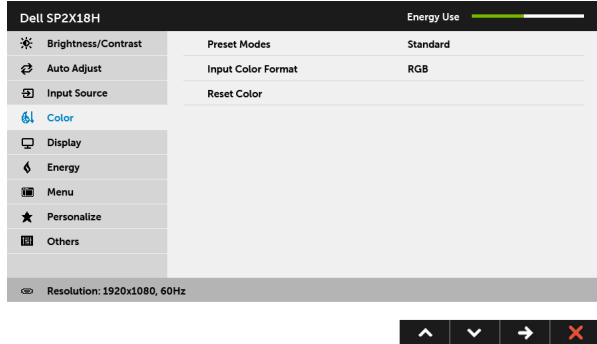 Dell SP2X18H Energy Use
Brightness/Contrast Preset Modes Standard
Auto Adjust Input Color Format RGB
Input Source Reset Color
Color
Display
Energy
Menu
Personalize
Others
Resolution: 1920x1080, 60Hz